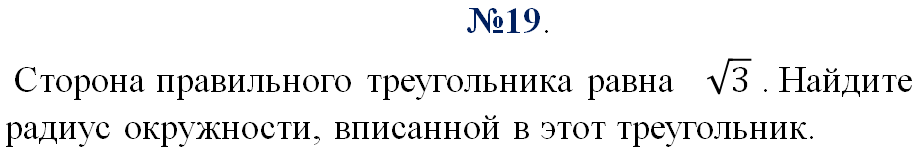 №19.
Сторона правильного треугольника равна √3 . Найдите
радиус окружности, вписанной в этот треугольник.